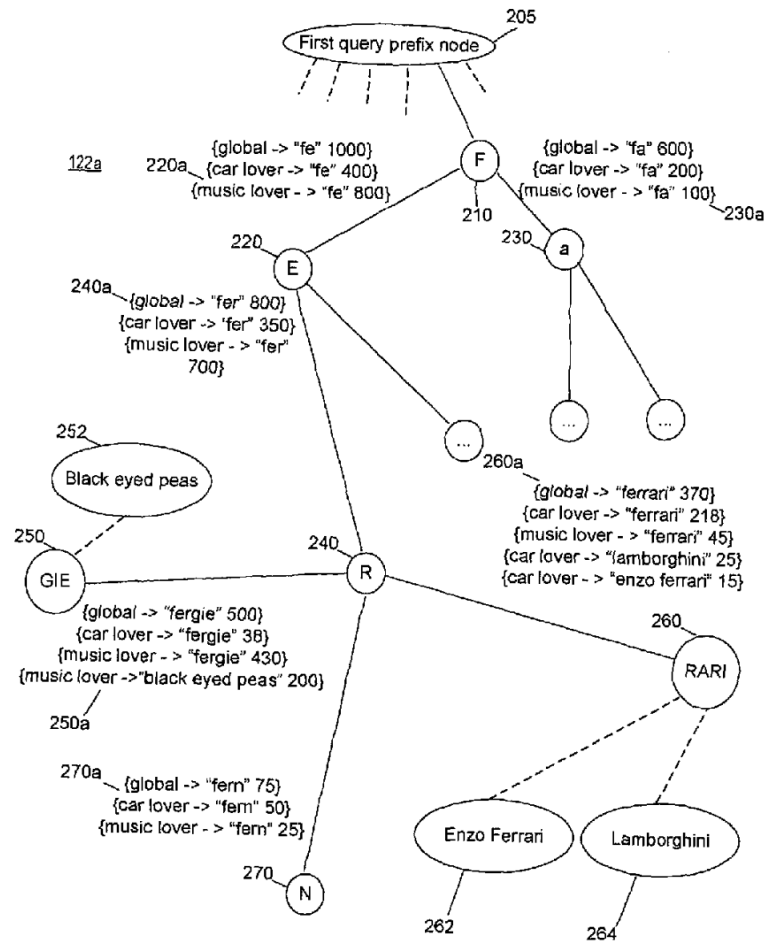 205
First query prefix node
122a
220a
{global -> "fe" 1000}
{car lover -> "fe" 400}
{music lover - > "fe" 800}
F
210
{global -> "fa" 600}
{car lover -> "fa" 200}
{music lover -> "fa" 100}
230a
220
E
230
a
240a
{global -> "fer" 800}
{car lover -> "fer" 350}
{music lover - > "fer"
700}
...
...
...
252
Black eyed peas
260a
{global -> "ferrari" 370}
{car lover -> "ferrari" 218}
{music lover - > "ferrari" 45}
{car lover -> "lamborghini" 25}
{car lover -> "enzo ferrari" 15}
250
GIE
240
R
{global -> "fergie" 500}
{car lover -> "fergie" 38}
{music lover - > "fergie" 430}
{music lover ->"black eyed peas" 200}
250a
260
RARI
270a
{global -> "fern" 75}
{car lover -> "fern" 50}
{music lover - > "fern" 25}
Enzo Ferrari
Lamborghini
270
N
262
264